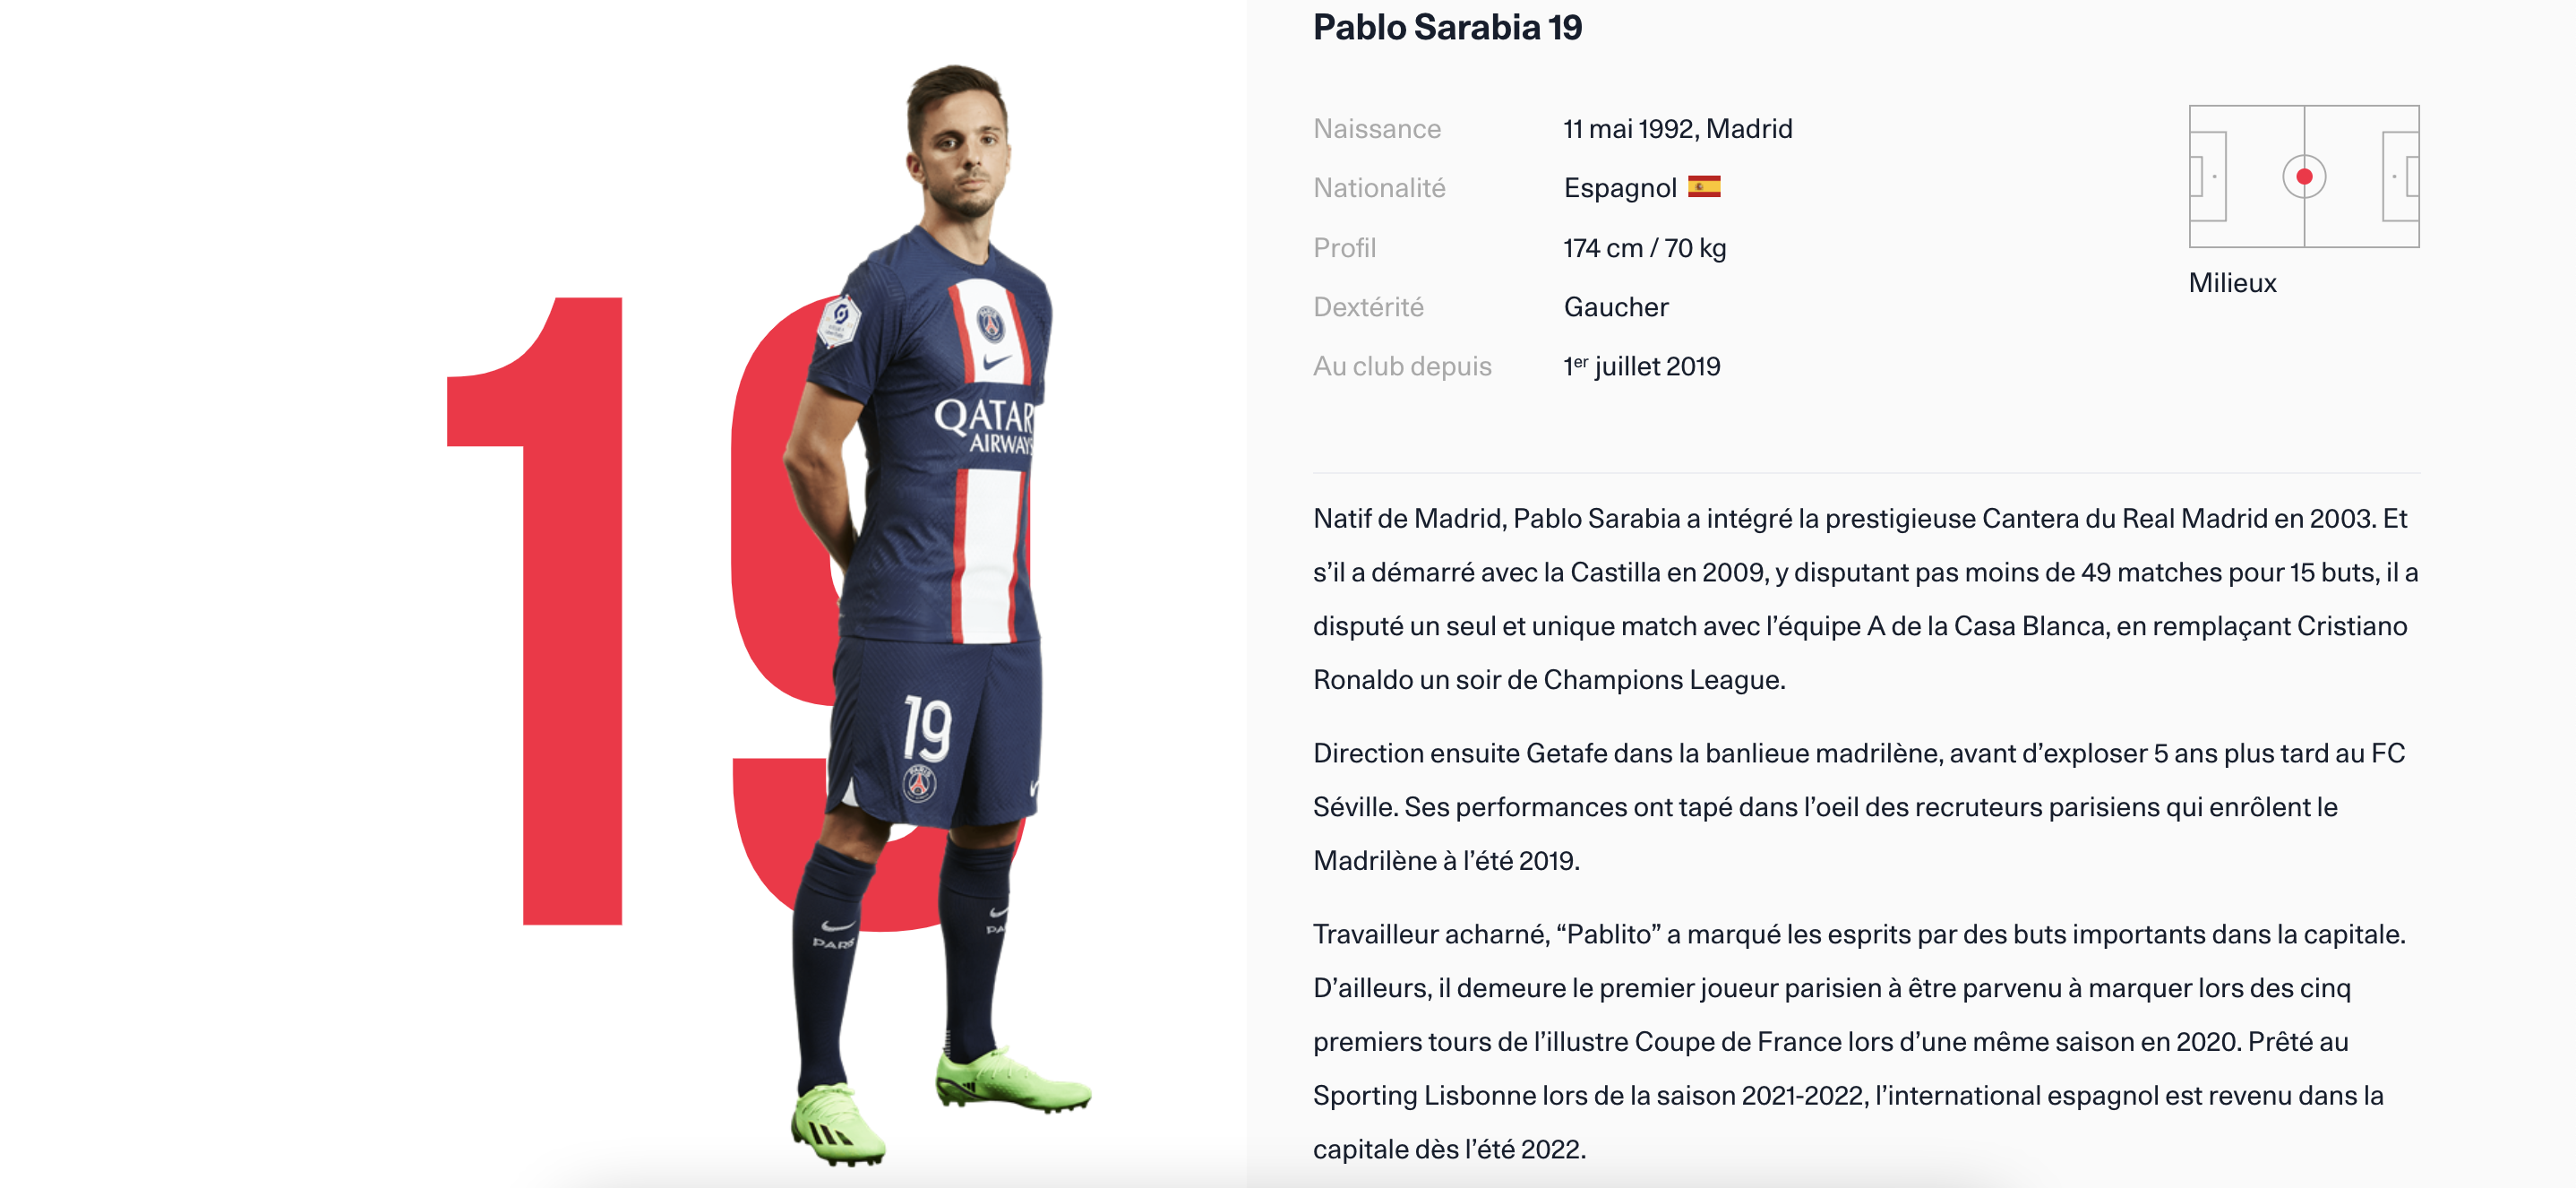 19
QATAR
AIRWAYS
19
PARIS
PARIS
PA
Pablo Sarabia 19
Naissance 11 mai 1992, Madrid
Nationalité Espagnol
Profil 174 cm / 70 kg
Dextérité Gaucher
Au club depuis 1er juillet 2019
Milieux
Natif de Madrid, Pablo Sarabia a intégré la prestigieuse Cantera du Real Madrid en 2003. Et
s’il a démarré avec la Castilla en 2009, y disputant pas moins de 49 matches pour 15 buts, il a
disputé un seul et unique match avec l’équipe A de la Casa Blanca, en remplaçant Cristiano
Ronaldo un soir de Champions League.
Direction ensuite Getafe dans la banlieue madrilène, avant d’exploser 5 ans plus tard au FC
Séville. Ses performances ont tapé dans l’oeil des recruteurs parisiens qui enrôlent le
Madrilène à l’été 2019.
Travailleur acharné, “Pablito” a marqué les esprits par des buts importants dans la capitale.
D’ailleurs, il demeure le premier joueur parisien à être parvenu à marquer lors des cinq
premiers tours de l’illustre Coupe de France lors d’une même saison en 2020. Prêté au
Sporting Lisbonne lors de la saison 2021-2022, l’international espagnol est revenu dans la
capitale dès l’été 2022.